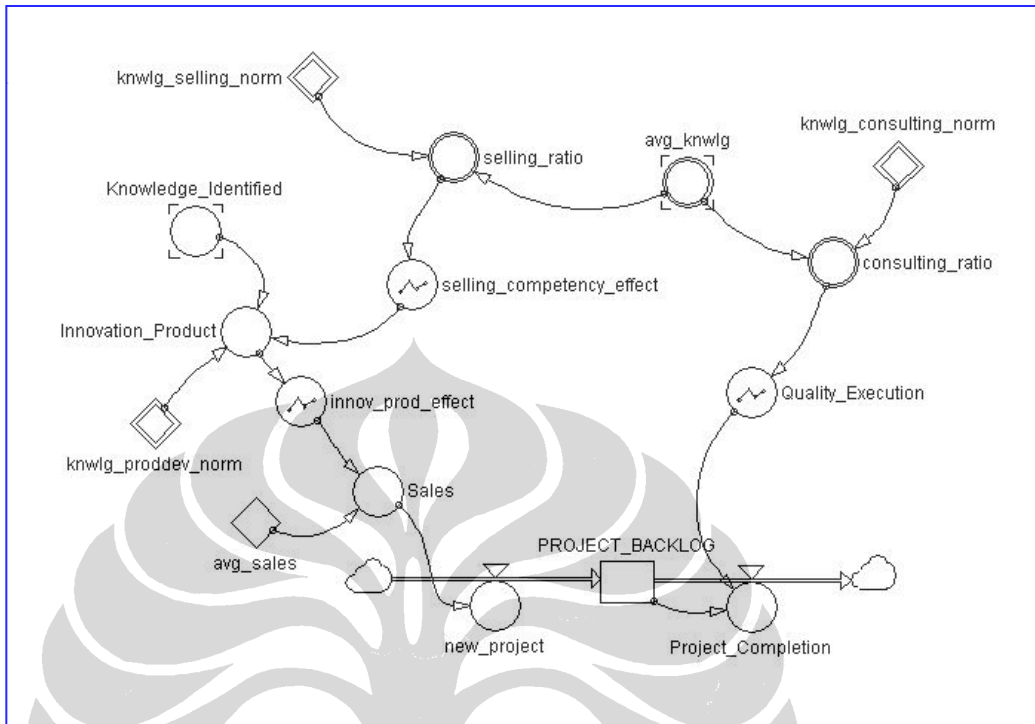 knwlg_selling_norm
knwlg_consulting_norm
avg_knwlg
selling_ratio
Knowledge_Identified
consulting_ratio
selling_competency_effect
Innovation_Product
innov_prod_effect
Quality_Execution
knwlg_proddev_norm
Sales
PROJECT_BACKLOG
avg_sales
new_project
Project_Completion